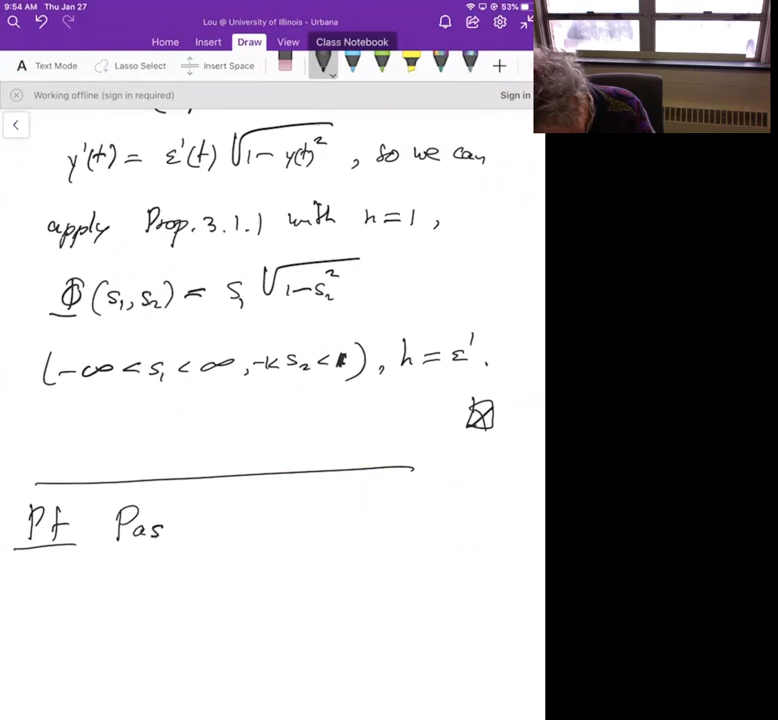 9:54 AM Thu Jan 27
53%
Lou @ University of Illinois - Urbana
Home Insert Draw View Class Notebook
A Text Mode Lasso Select Insert Space
Working offline (sign in required) Sign in
y'(t) = ε'(t) √(1 - y(t)²) , so we can
apply Prop. 3.1.1 with n = 1 ,
Φ(s₁, s₂) = s₁ √(1 - s₂²)
(-∞ < s₁ < ∞, -1 < s₂ < 1), h = ε'.
Pf Pas